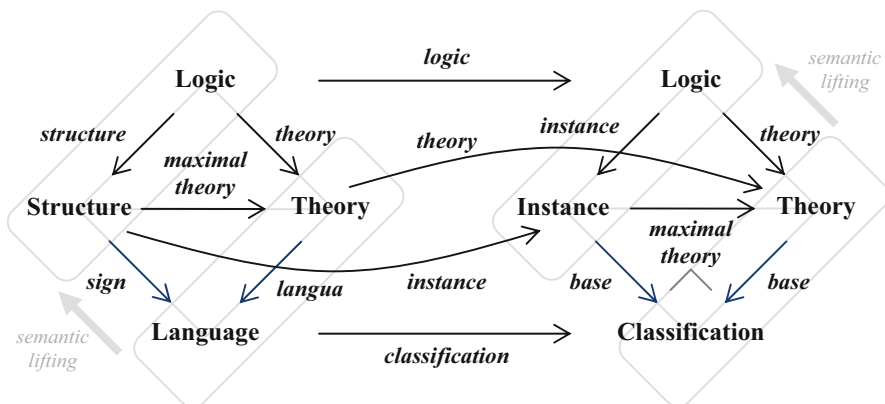 logic
semantic
lifting
Logic
Logic
structure
theory
maximal
theory
theory
instance
theory
Structure
Theory
Instance
Theory
maximal
theory
sign
langua
instance
base
base
semantic
lifting
Language
Classification
classification